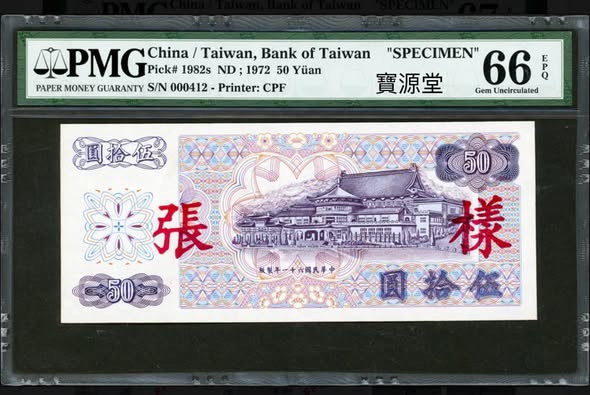 PMG
PAPER MONEY GUARANTY
China / Taiwan, Bank of Taiwan "SPECIMEN"
Pick# 1982s ND ; 1972 50 Yüan
S/N 000412 - Printer: CPF
寶源堂
66
EPQ
Gem Uncirculated
伍拾圓
50
樣張
中華民國六十一年製版
50
伍拾圓